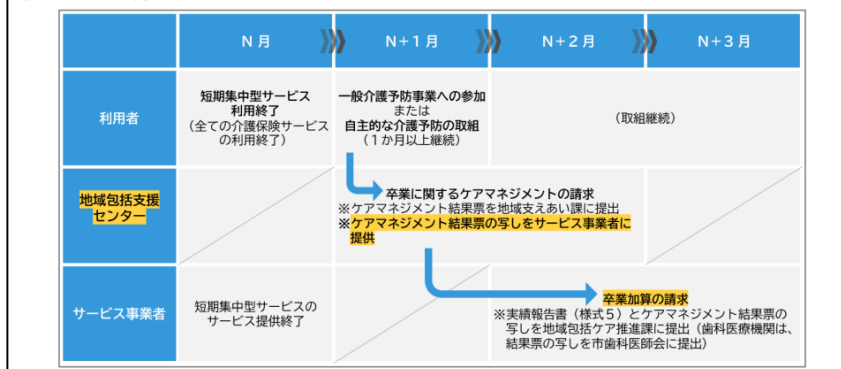 N月
N+1月
N+2月
N+3月
利用者
短期集中型サービス
利用終了
（全ての介護保険サービス
の利用終了）
一般介護予防事業への参加
または
自主的な介護予防の取組
（1か月以上継続）
（取組継続）
地域包括支援
センター
卒業に関するケアマネジメントの請求
※ケアマネジメント結果票を地域支えあい課に提出
※ケアマネジメント結果票の写しをサービス事業者に
提供
サービス事業者
短期集中型サービスの
サービス提供終了
卒業加算の請求
※実績報告書（様式5）とケアマネジメント結果票の
写しを地域包括ケア推進課に提出（歯科医療機関は、
結果票の写しを市歯科医師会に提出）